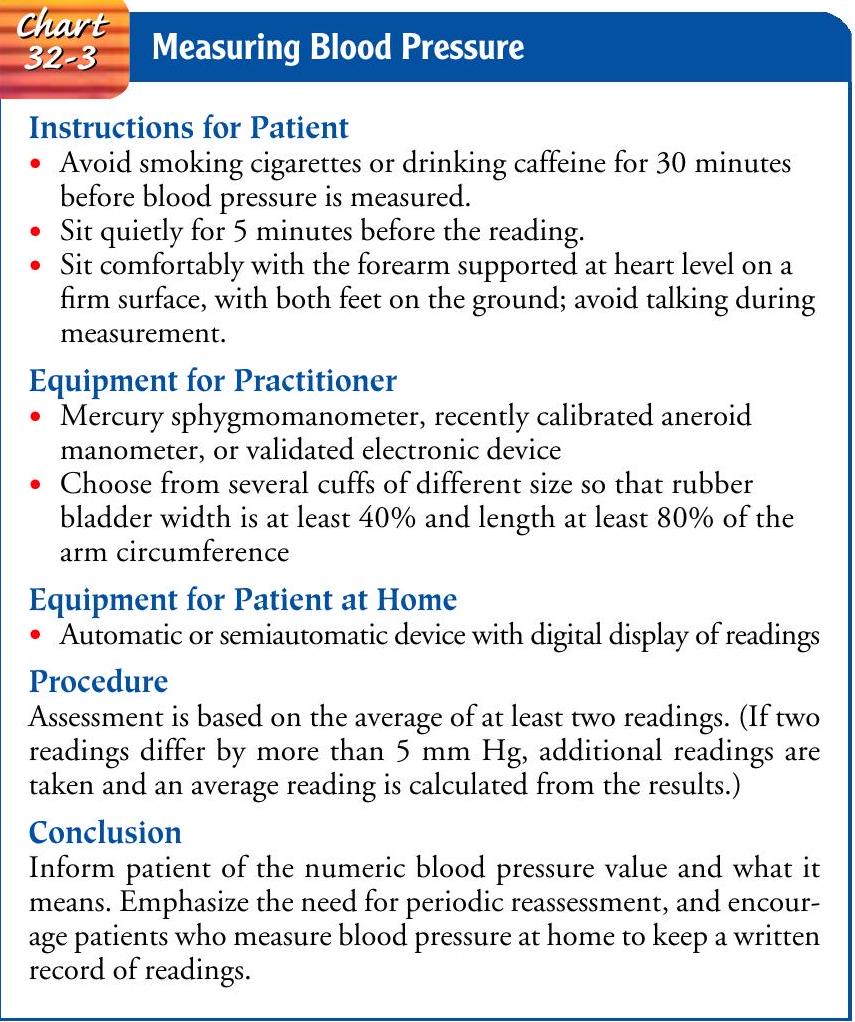 Chart
32-3
Measuring Blood Pressure
Instructions for Patient
• Avoid smoking cigarettes or drinking caffeine for 30 minutes
before blood pressure is measured.
• Sit quietly for 5 minutes before the reading.
• Sit comfortably with the forearm supported at heart level on a
firm surface, with both feet on the ground; avoid talking during
measurement.
Equipment for Practitioner
• Mercury sphygmomanometer, recently calibrated aneroid
manometer, or validated electronic device
• Choose from several cuffs of different size so that rubber
bladder width is at least 40% and length at least 80% of the
arm circumference
Equipment for Patient at Home
• Automatic or semiautomatic device with digital display of readings
Procedure
Assessment is based on the average of at least two readings. (If two
readings differ by more than 5 mm Hg, additional readings are
taken and an average reading is calculated from the results.)
Conclusion
Inform patient of the numeric blood pressure value and what it
means. Emphasize the need for periodic reassessment, and encour-
age patients who measure blood pressure at home to keep a written
record of readings.